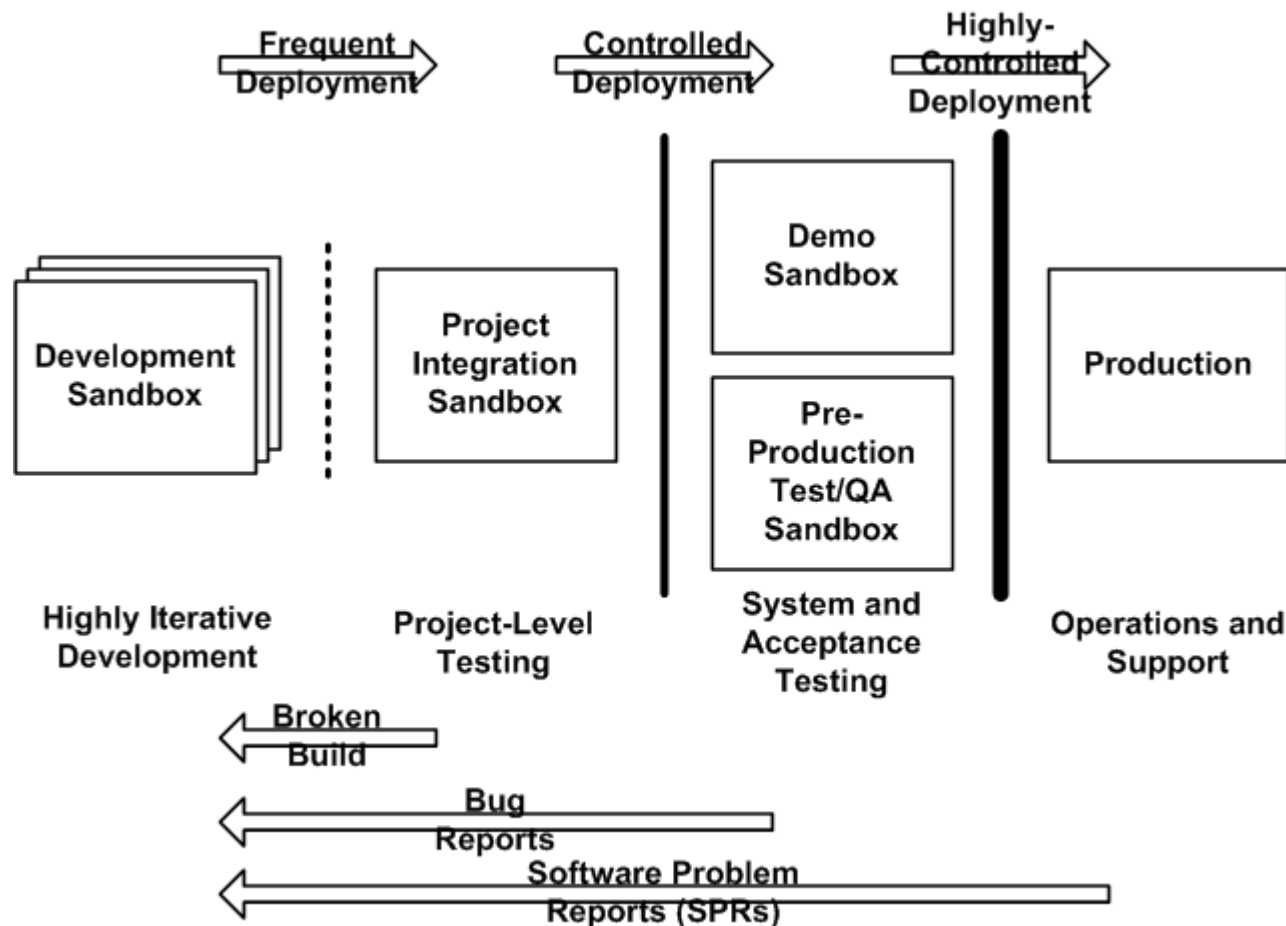 Frequent
Deployment
Controlled
Deployment
Highly-
Controlled
Deployment
Development
Sandbox
Project
Integration
Sandbox
Demo
Sandbox
Pre-
Production
Test/QA
Sandbox
Production
Highly Iterative
Development
Project-Level
Testing
System and
Acceptance
Testing
Operations and
Support
Broken
Build
Bug
Reports
Software Problem
Reports (SPRs)